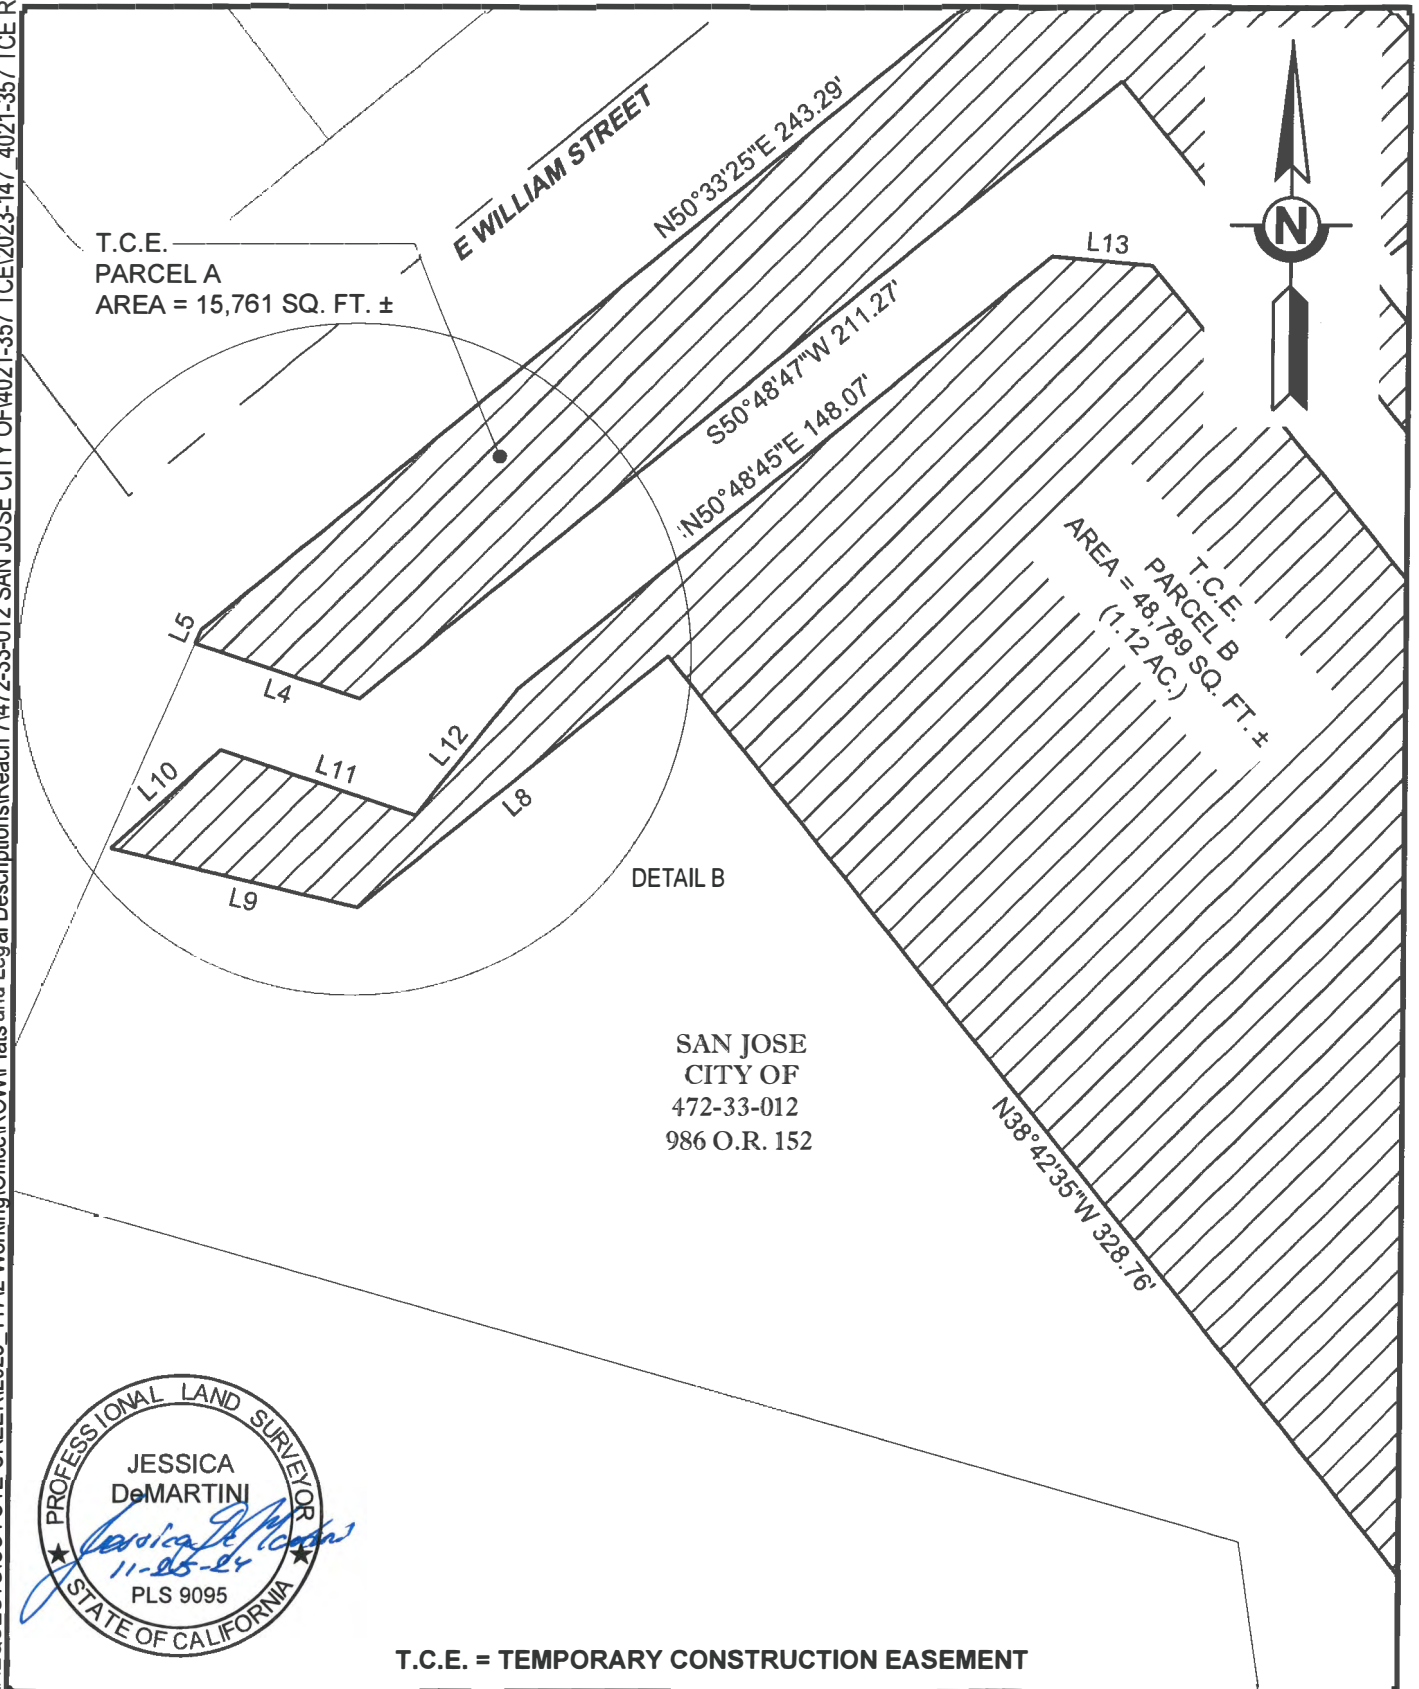 E WILLIAM STREET
N50°33'25"E 243.29'
T.C.E.
PARCEL A
AREA = 15,761 SQ. FT. ±
L13
N
S50°48'47"W 211.27'
N50°48'45"E 148.07'
T.C.E.
PARCEL B
AREA = 48,789 SQ. FT. ±
(1.12 AC.)
L5
L4
L12
L10
L11
L8
L9
DETAIL B
SAN JOSE
CITY OF
472-33-012
986 O.R. 152
N38°42'35"W 328.76'
PROFESSIONAL LAND SURVEYOR
JESSICA
DeMARTINI
11-25-24
PLS 9095
STATE OF CALIFORNIA
T.C.E. = TEMPORARY CONSTRUCTION EASEMENT